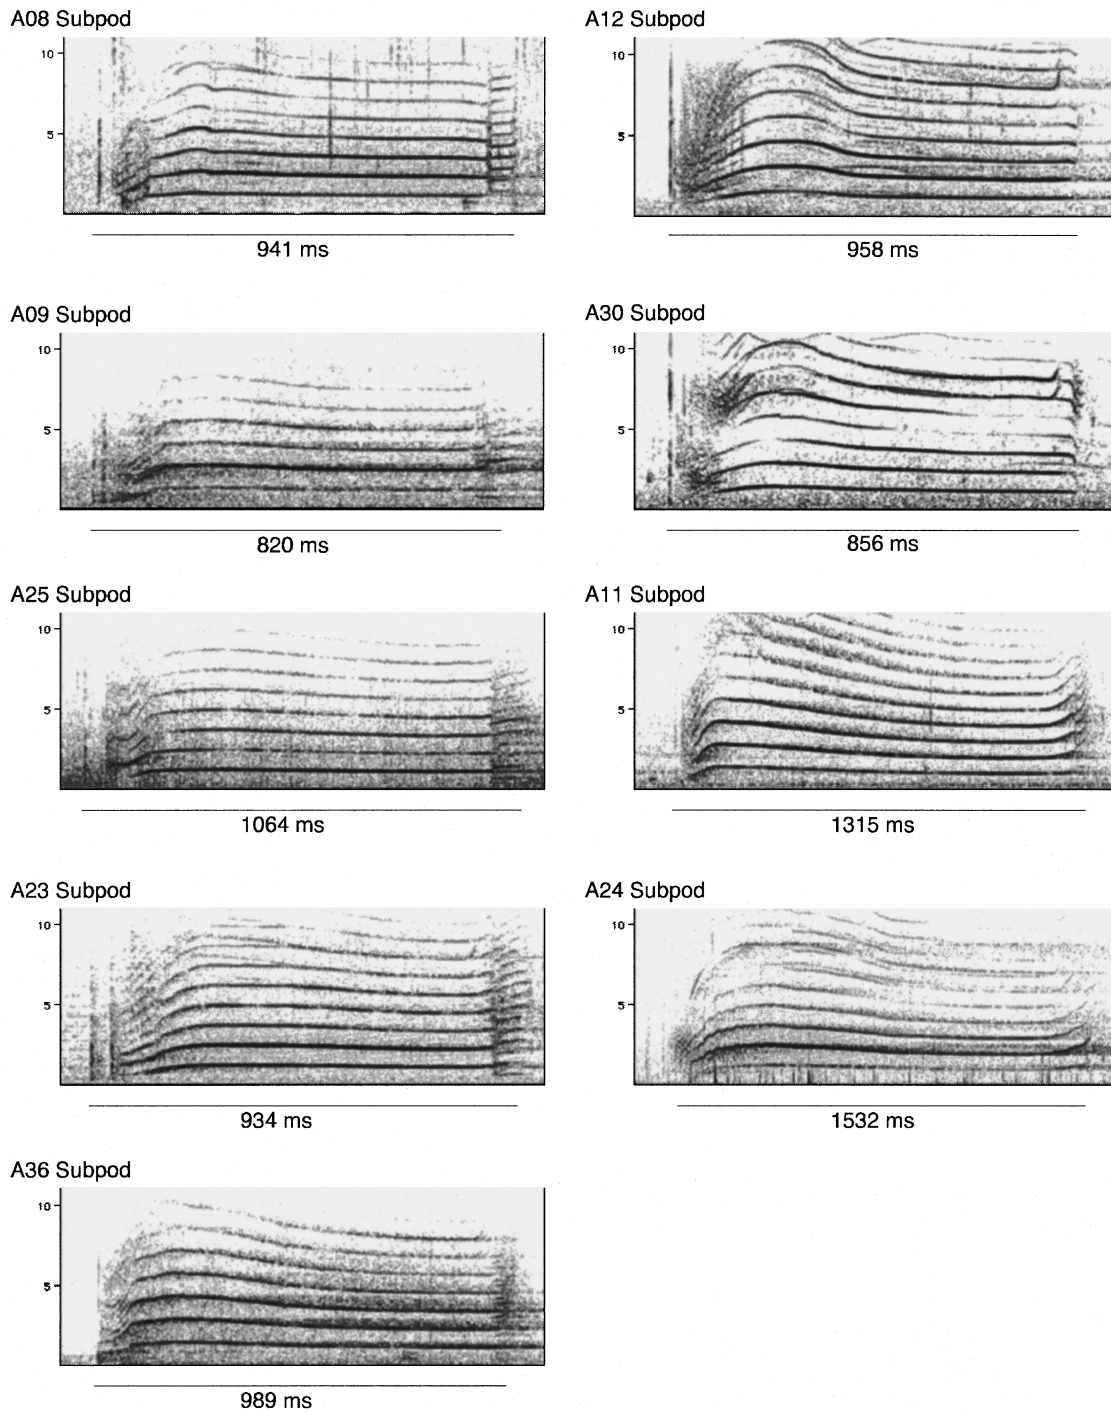 A08 Subpod
10
5
941 ms
A12 Subpod
10
5
958 ms
A09 Subpod
10
5
820 ms
A30 Subpod
10
5
856 ms
A25 Subpod
10
5
1064 ms
A11 Subpod
10
5
1315 ms
A23 Subpod
10
5
934 ms
A24 Subpod
10
5
1532 ms
A36 Subpod
10
5
989 ms